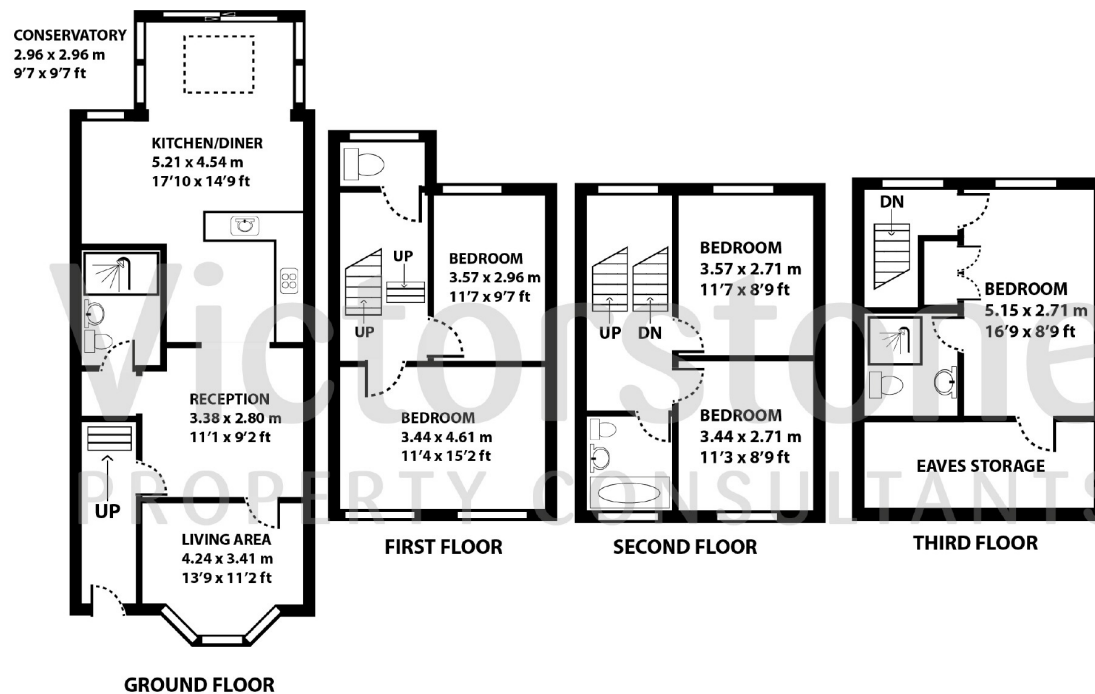 CONSERVATORY
2.96 x 2.96 m
9'7 x 9'7 ft
KITCHEN/DINER
5.21 x 4.54 m
17'10 x 14'9 ft
RECEPTION
3.38 x 2.80 m
11'1 x 9'2 ft
UP
LIVING AREA
4.24 x 3.41 m
13'9 x 11'2 ft
GROUND FLOOR
UP
UP
BEDROOM
3.57 x 2.96 m
11'7 x 9'7 ft
BEDROOM
3.44 x 4.61 m
11'4 x 15'2 ft
FIRST FLOOR
UP
DN
BEDROOM
3.57 x 2.71 m
11'7 x 8'9 ft
BEDROOM
3.44 x 2.71 m
11'3 x 8'9 ft
SECOND FLOOR
DN
BEDROOM
5.15 x 2.71 m
16'9 x 8'9 ft
EAVES STORAGE
THIRD FLOOR
Victorstone
PROPERTY CONSULTANTS